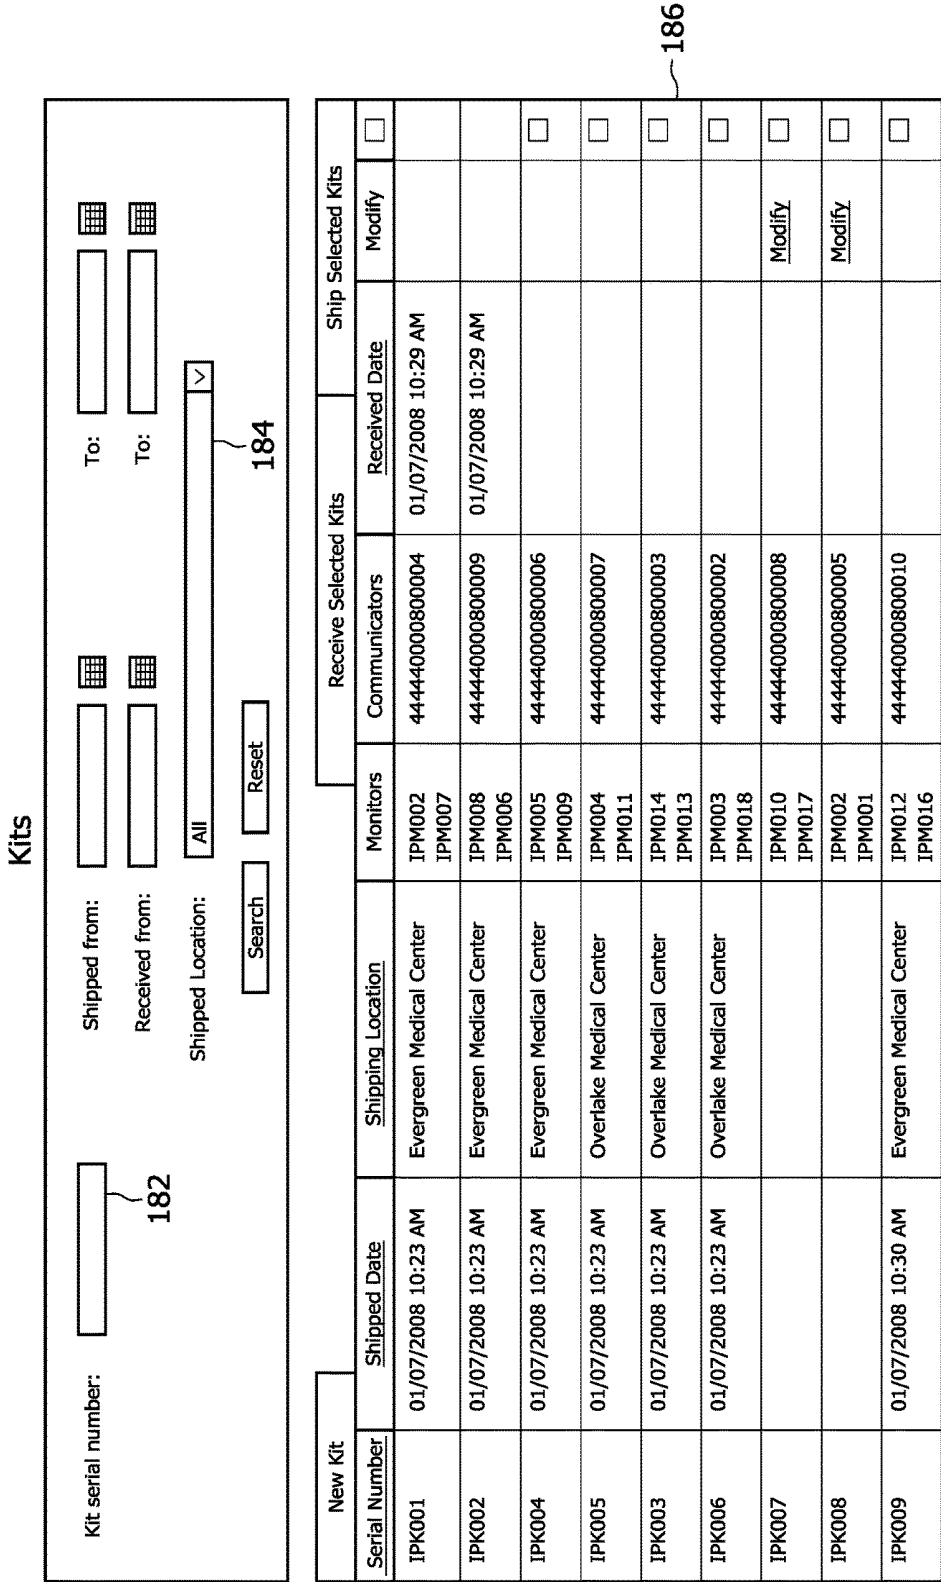 Kits
Kit serial number:
182
Shipped from:
To:
Received from:
To:
Shipped Location:
All
184
Search
Reset
New Kit
Receive Selected Kits
Ship Selected Kits
Serial Number Shipped Date Shipping Location Monitors Communicators Received Date Modify
IPK001 01/07/2008 10:23 AM Evergreen Medical Center IPM002 444440000800004 01/07/2008 10:29 AM
IPM007
IPK002 01/07/2008 10:23 AM Evergreen Medical Center IPM008 444440000800009 01/07/2008 10:29 AM
IPM006
IPK004 01/07/2008 10:23 AM Evergreen Medical Center IPM005 444440000800006
IPM009
IPK005 01/07/2008 10:23 AM Overlake Medical Center IPM004 444440000800007
IPM011
IPK003 01/07/2008 10:23 AM Overlake Medical Center IPM014 444440000800003
IPM013
IPK006 01/07/2008 10:23 AM Overlake Medical Center IPM003 444440000800002
IPM018
IPK007 IPM010 444440000800008 Modify
IPM017
IPK008 IPM002 444440000800005 Modify
IPM001
IPK009 01/07/2008 10:30 AM Evergreen Medical Center IPM012 444440000800010
IPM016
186